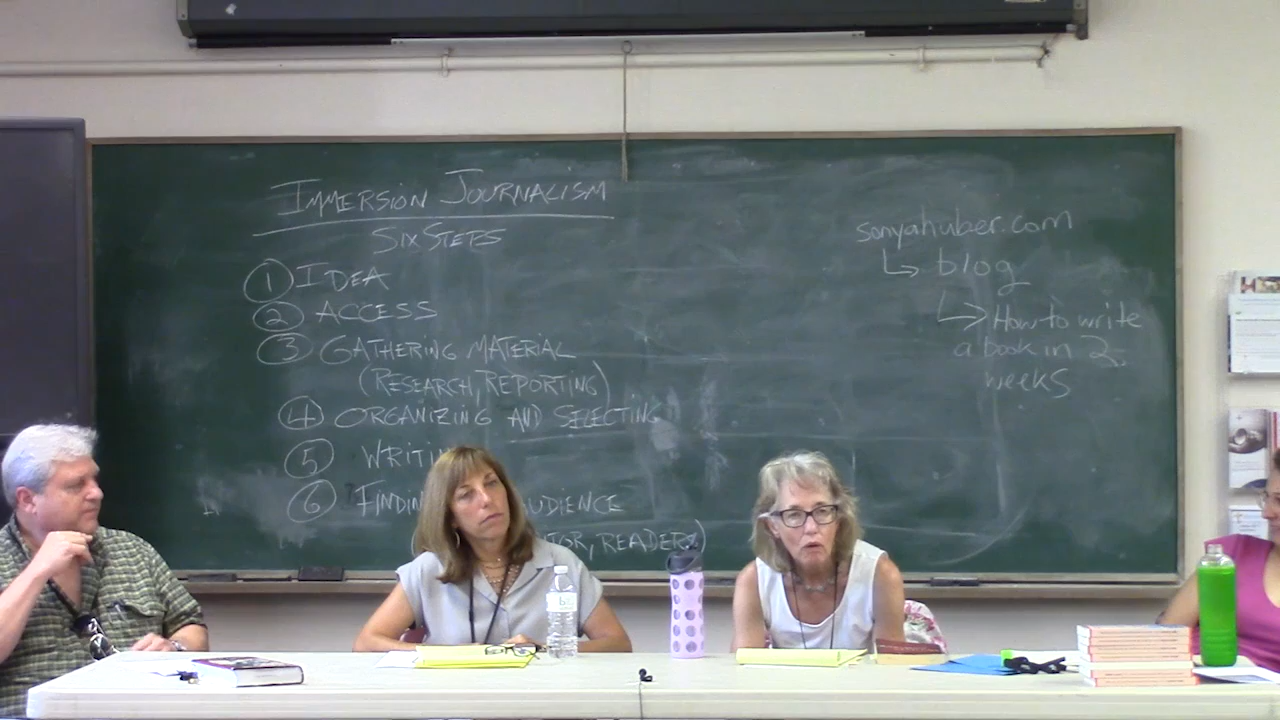 IMMERSION JOURNALISM
SIX STEPS
1 IDEA
2 ACCESS
3 GATHERING MATERIAL
(RESEARCH, REPORTING)
4 ORGANIZING AND SELECTING
5 WRITI
6 FINDIN UDIENCE
TOR, READERS)
sonyahuber.com
↳ blog
↳ How to write
a book in 2
weeks